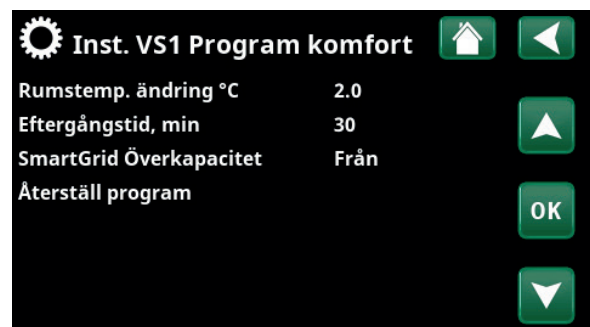 Inst. VS1 Program komfort
Rumstemp. ändring °C 2.0
Eftergångstid, min 30
SmartGrid Överkapacitet Från
Återställ program
OK